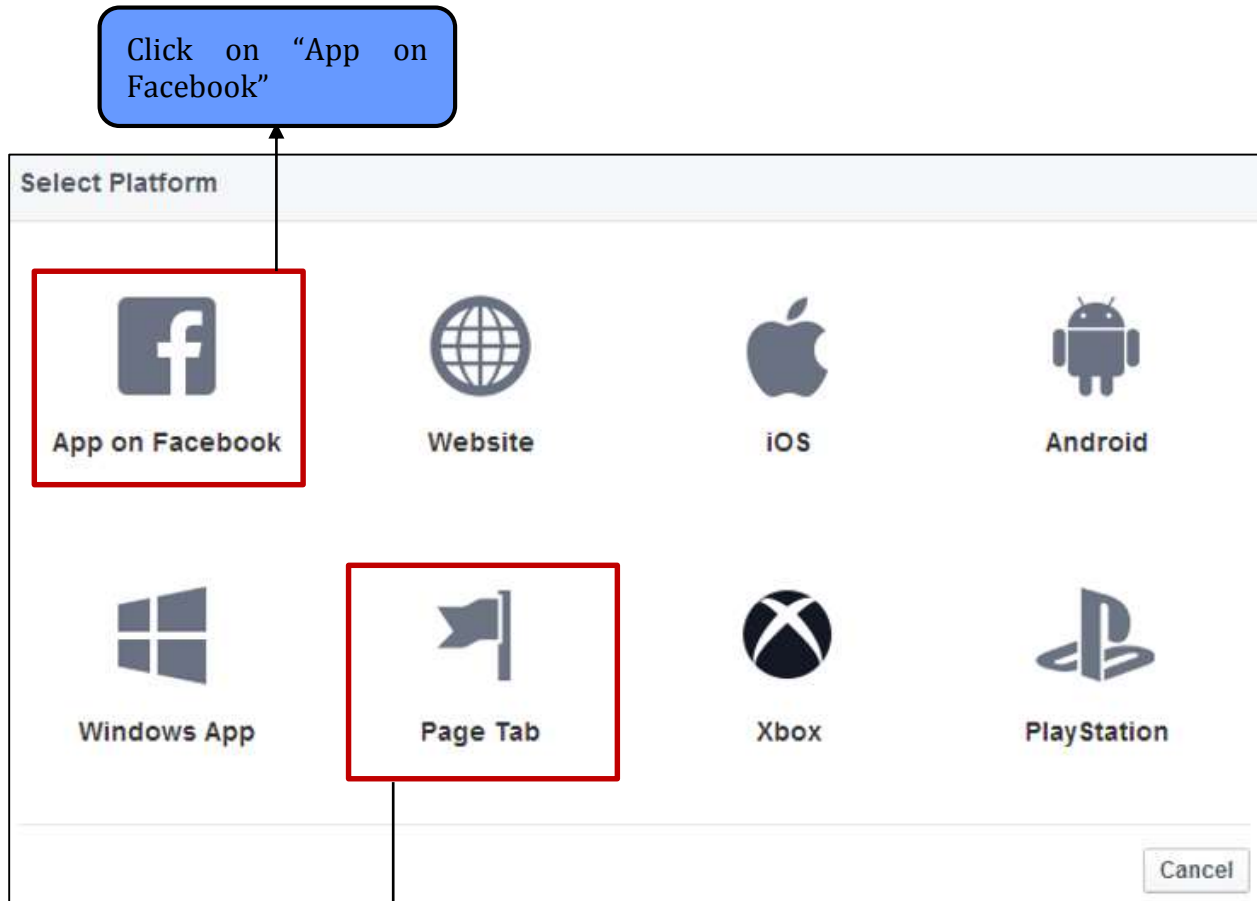 Click on “App on
Facebook”
Select Platform
App on Facebook
Website
iOS
Android
Windows App
Page Tab
Xbox
PlayStation
Cancel